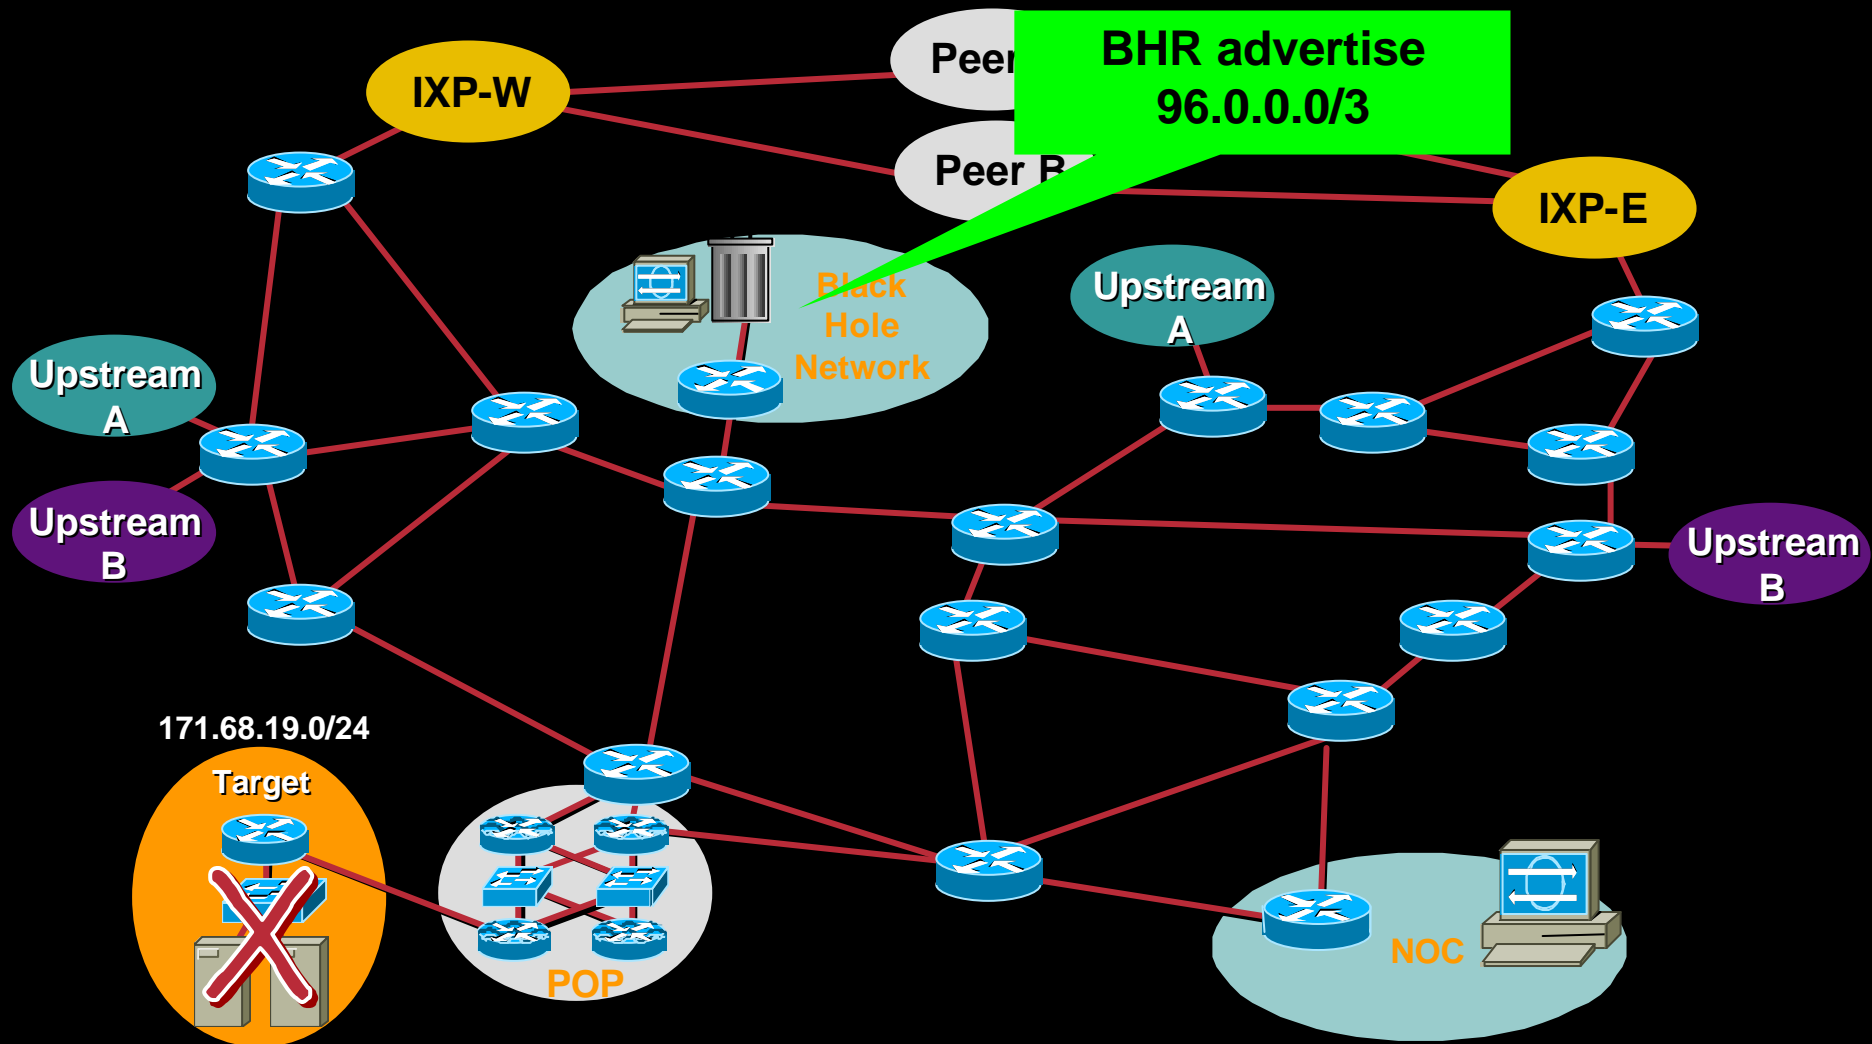 IXP-W
Peer
BHR advertise
96.0.0.0/3
Peer B
IXP-E
Black
Hole
Network
Upstream
A
Upstream
A
Upstream
B
Upstream
B
171.68.19.0/24
Target
POP
NOC